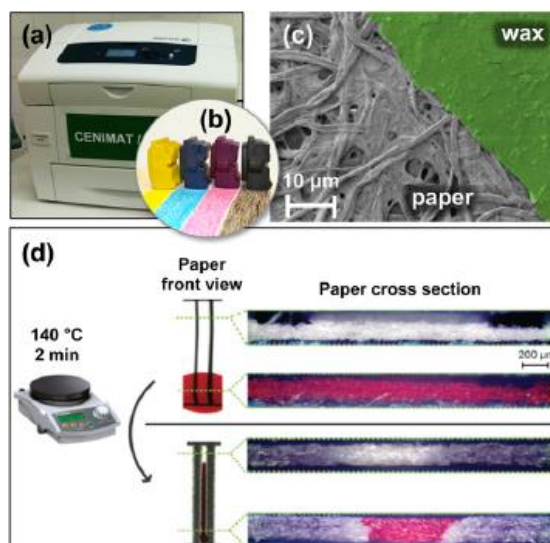 (a)
CENIMAT /
(b)
(c)
wax
10 µm
paper
(d)
Paper
front view
Paper cross section
140 °C
2 min
200 µm